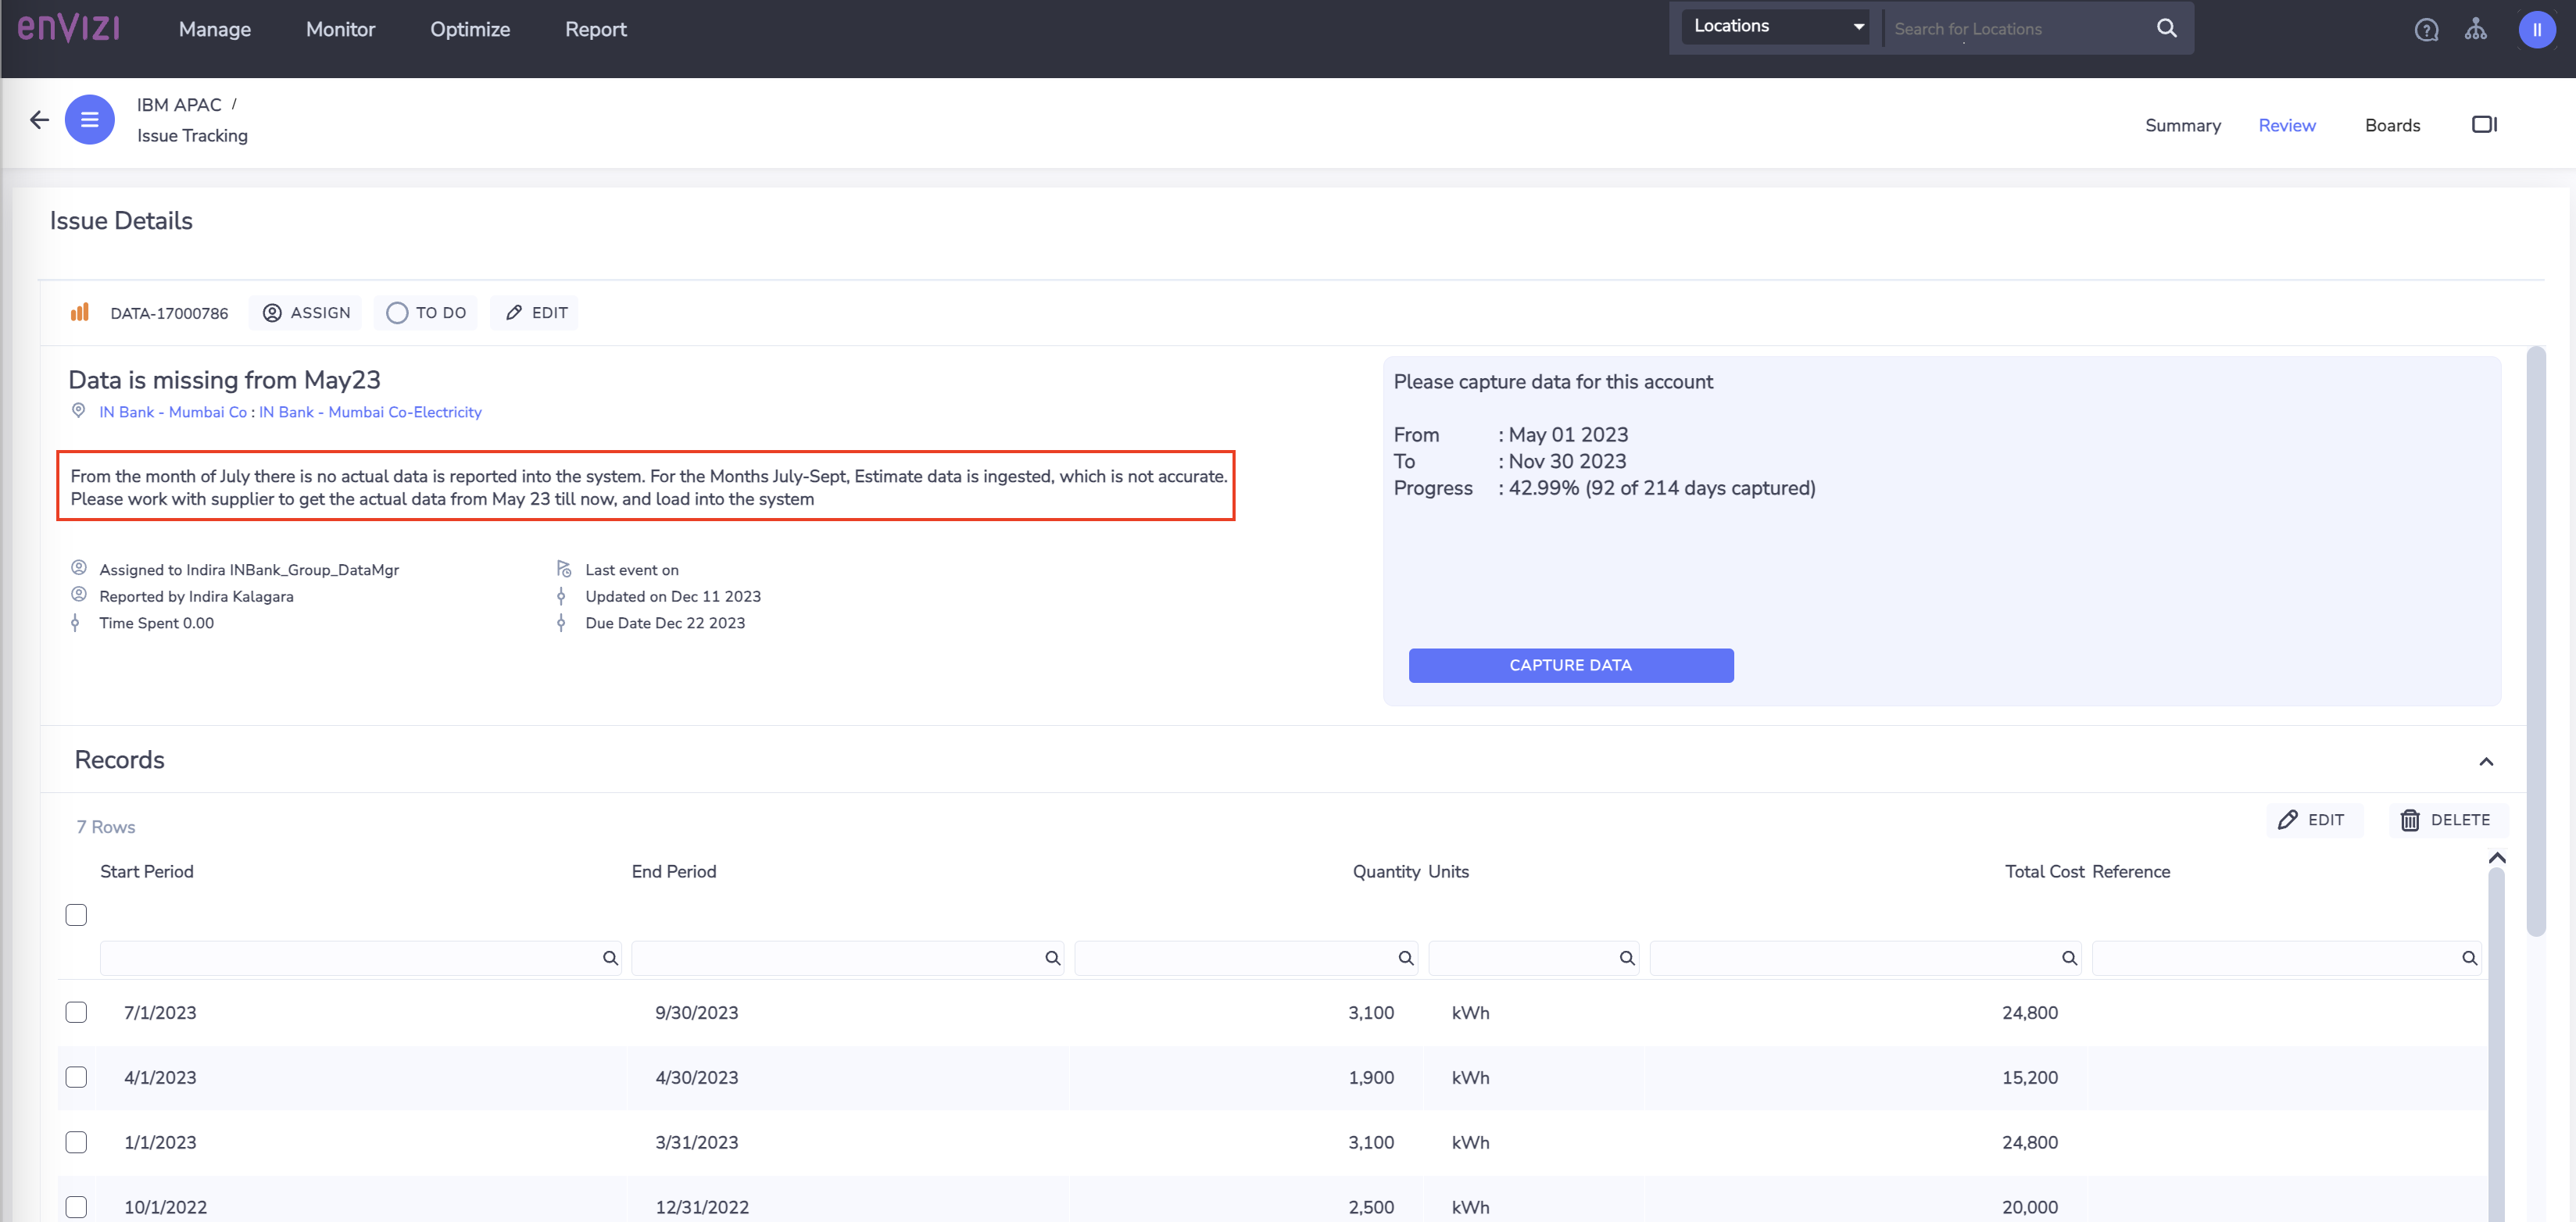 enVizi
Manage Monitor Optimize Report
Locations Search for Locations II
IBM APAC /
Issue Tracking
Summary Review Boards
Issue Details
DATA-17000786 ASSIGN TO DO EDIT
Data is missing from May23
IN Bank - Mumbai Co : IN Bank - Mumbai Co-Electricity
From the month of July there is no actual data is reported into the system. For the Months July-Sept, Estimate data is ingested, which is not accurate.
Please work with supplier to get the actual data from May 23 till now, and load into the system
Assigned to Indira INBank_Group_DataMgr
Reported by Indira Kalagara
Time Spent 0.00
Last event on
Updated on Dec 11 2023
Due Date Dec 22 2023
Please capture data for this account
From : May 01 2023
To : Nov 30 2023
Progress : 42.99% (92 of 214 days captured)
CAPTURE DATA
Records
7 Rows
EDIT DELETE
Start Period End Period Quantity Units Total Cost Reference
7/1/2023 9/30/2023 3,100 kWh 24,800
4/1/2023 4/30/2023 1,900 kWh 15,200
1/1/2023 3/31/2023 3,100 kWh 24,800
10/1/2022 12/31/2022 2,500 kWh 20,000